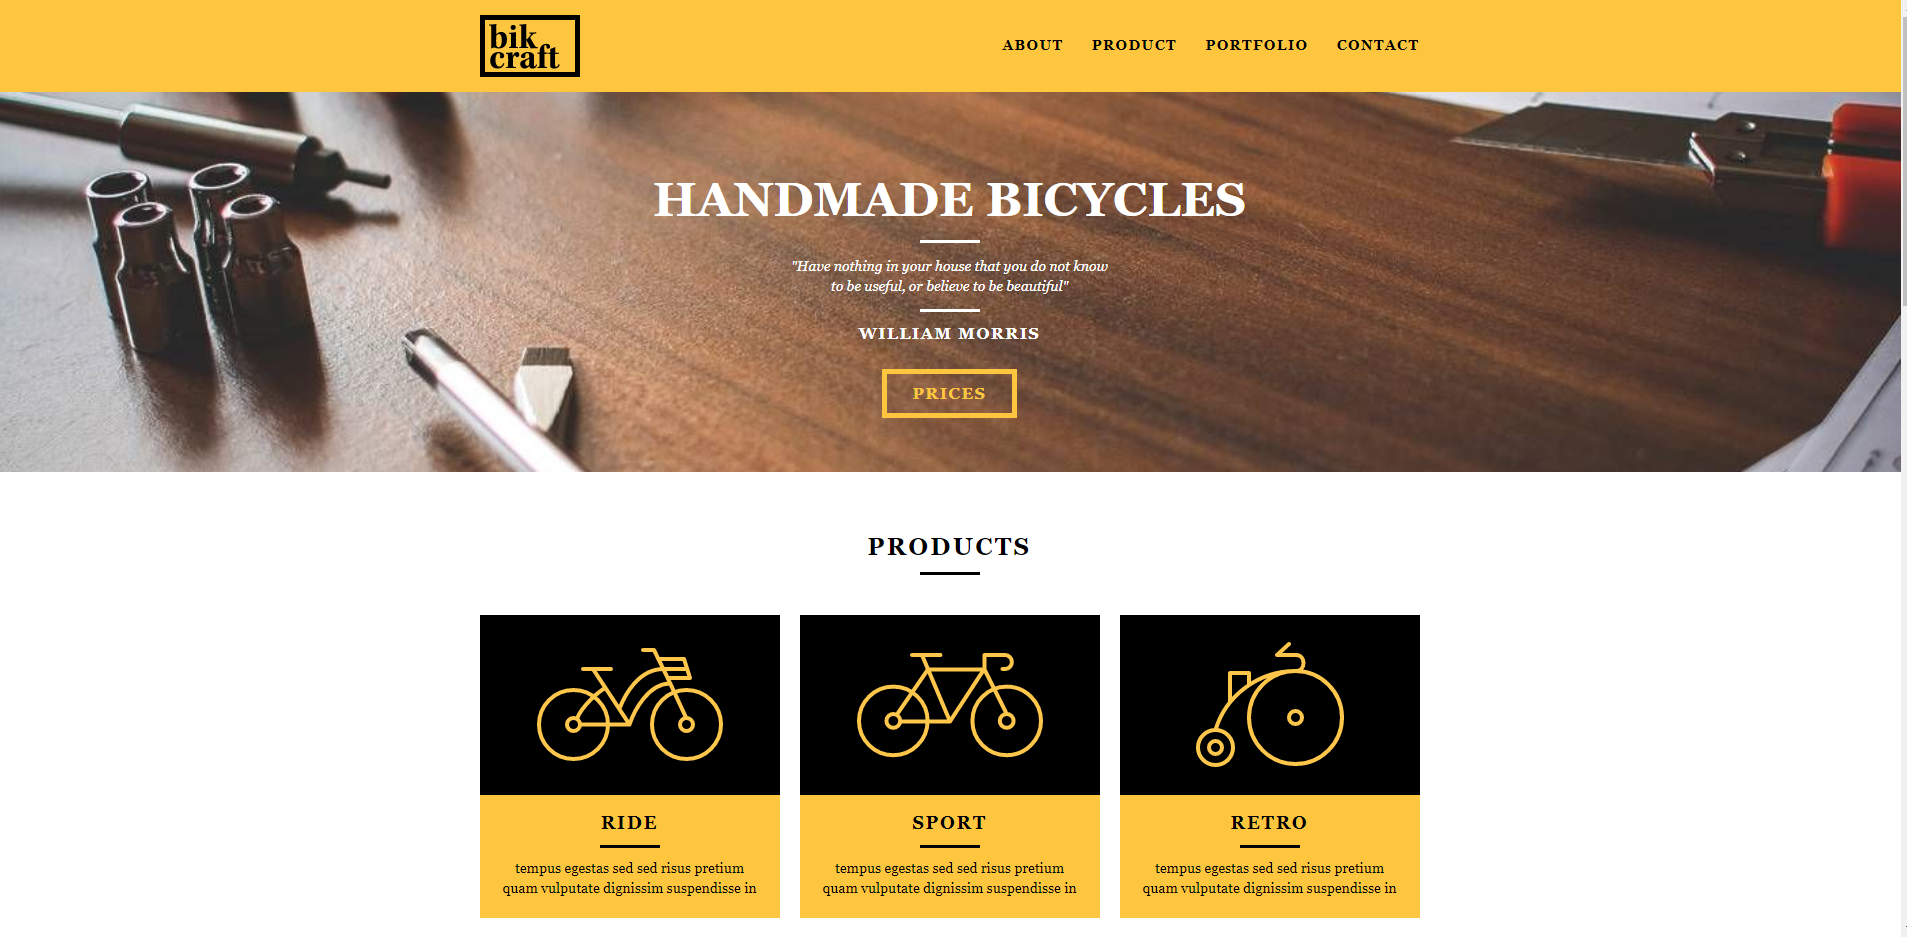 bik
craft
ABOUT PRODUCT PORTFOLIO CONTACT
HANDMADE BICYCLES
"Have nothing in your house that you do not know
to be useful, or believe to be beautiful"
WILLIAM MORRIS
PRICES
PRODUCTS
RIDE
tempus egestas sed sed risus pretium
quam vulputate dignissim suspendisse in
SPORT
tempus egestas sed sed risus pretium
quam vulputate dignissim suspendisse in
RETRO
tempus egestas sed sed risus pretium
quam vulputate dignissim suspendisse in